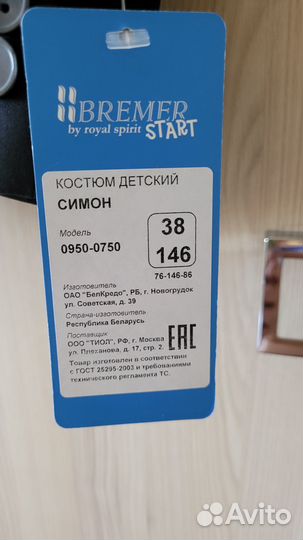 BREMER
by royal spirit START
КОСТЮМ ДЕТСКИЙ
СИМОН
Модель
0950-0750
38
146
76-146-86
Изготовитель
ОАО "БелКредо", РБ, г. Новогрудок
ул. Советская, д. 39
Страна-изготовитель
Республика Беларусь
Поставщик
ООО "ТИОЛ", РФ, г. Москва
ул. Плеханова, д. 17, стр. 2.
EAC
Товар изготовлен в соответствии
с ГОСТ 25295-2003 и требованиями
технического регламента ТС.
Avito